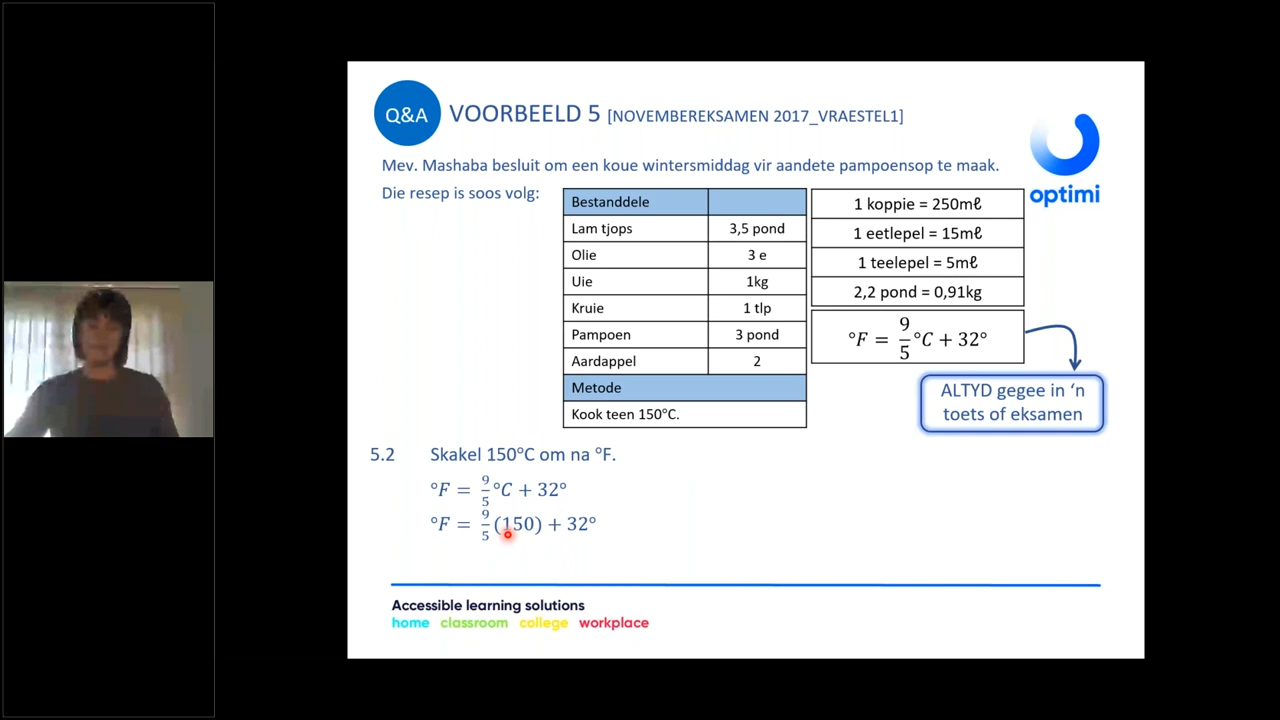 Q&A
VOORBEELD 5 [NOVEMBEREKSAMEN 2017_VRAESTEL1]
optimi
Mev. Mashaba besluit om een koue wintersmiddag vir aandete pampoensop te maak.
Die resep is soos volg:
Bestanddele
Lam tjops 3,5 pond
Olie 3 e
Uie 1kg
Kruie 1 tlp
Pampoen 3 pond
Aardappel 2
Metode
Kook teen 150°C.
1 koppie = 250mℓ
1 eetlepel = 15mℓ
1 teelepel = 5mℓ
2,2 pond = 0,91kg
°F = 9/5 °C + 32°
ALTYD gegee in ‘n
toets of eksamen
5.2 Skakel 150°C om na °F.
°F = 9/5 °C + 32°
°F = 9/5 (150) + 32°
Accessible learning solutions
home classroom college workplace